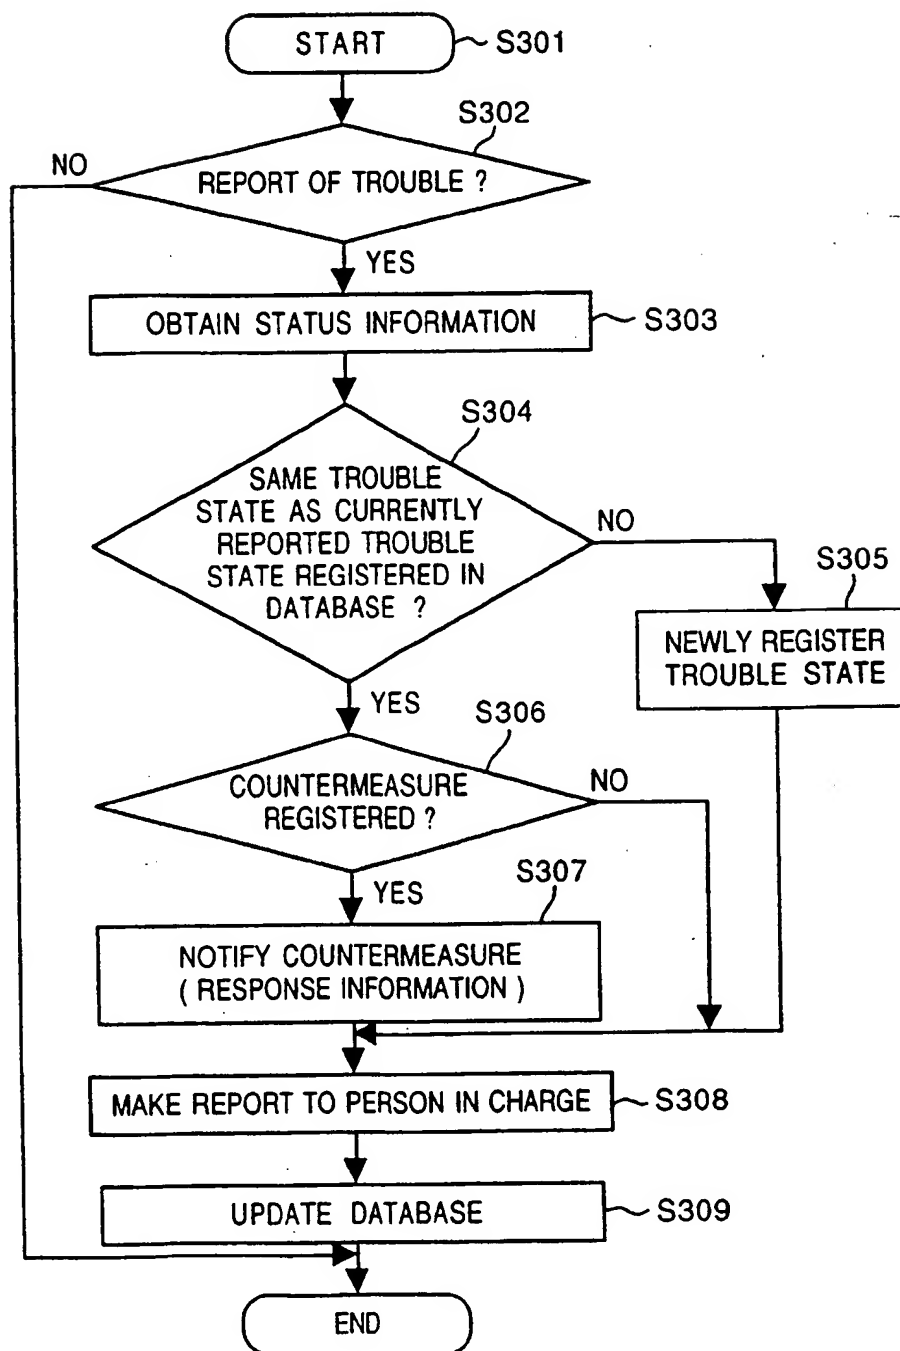 START
S301
S302
NO
REPORT OF TROUBLE ?
YES
OBTAIN STATUS INFORMATION
S303
S304
SAME TROUBLE
STATE AS CURRENTLY
REPORTED TROUBLE
STATE REGISTERED IN
DATABASE ?
NO
S305
NEWLY REGISTER
TROUBLE STATE
YES
S306
COUNTERMEASURE
REGISTERED ?
NO
YES
S307
NOTIFY COUNTERMEASURE
( RESPONSE INFORMATION )
MAKE REPORT TO PERSON IN CHARGE
S308
UPDATE DATABASE
S309
END